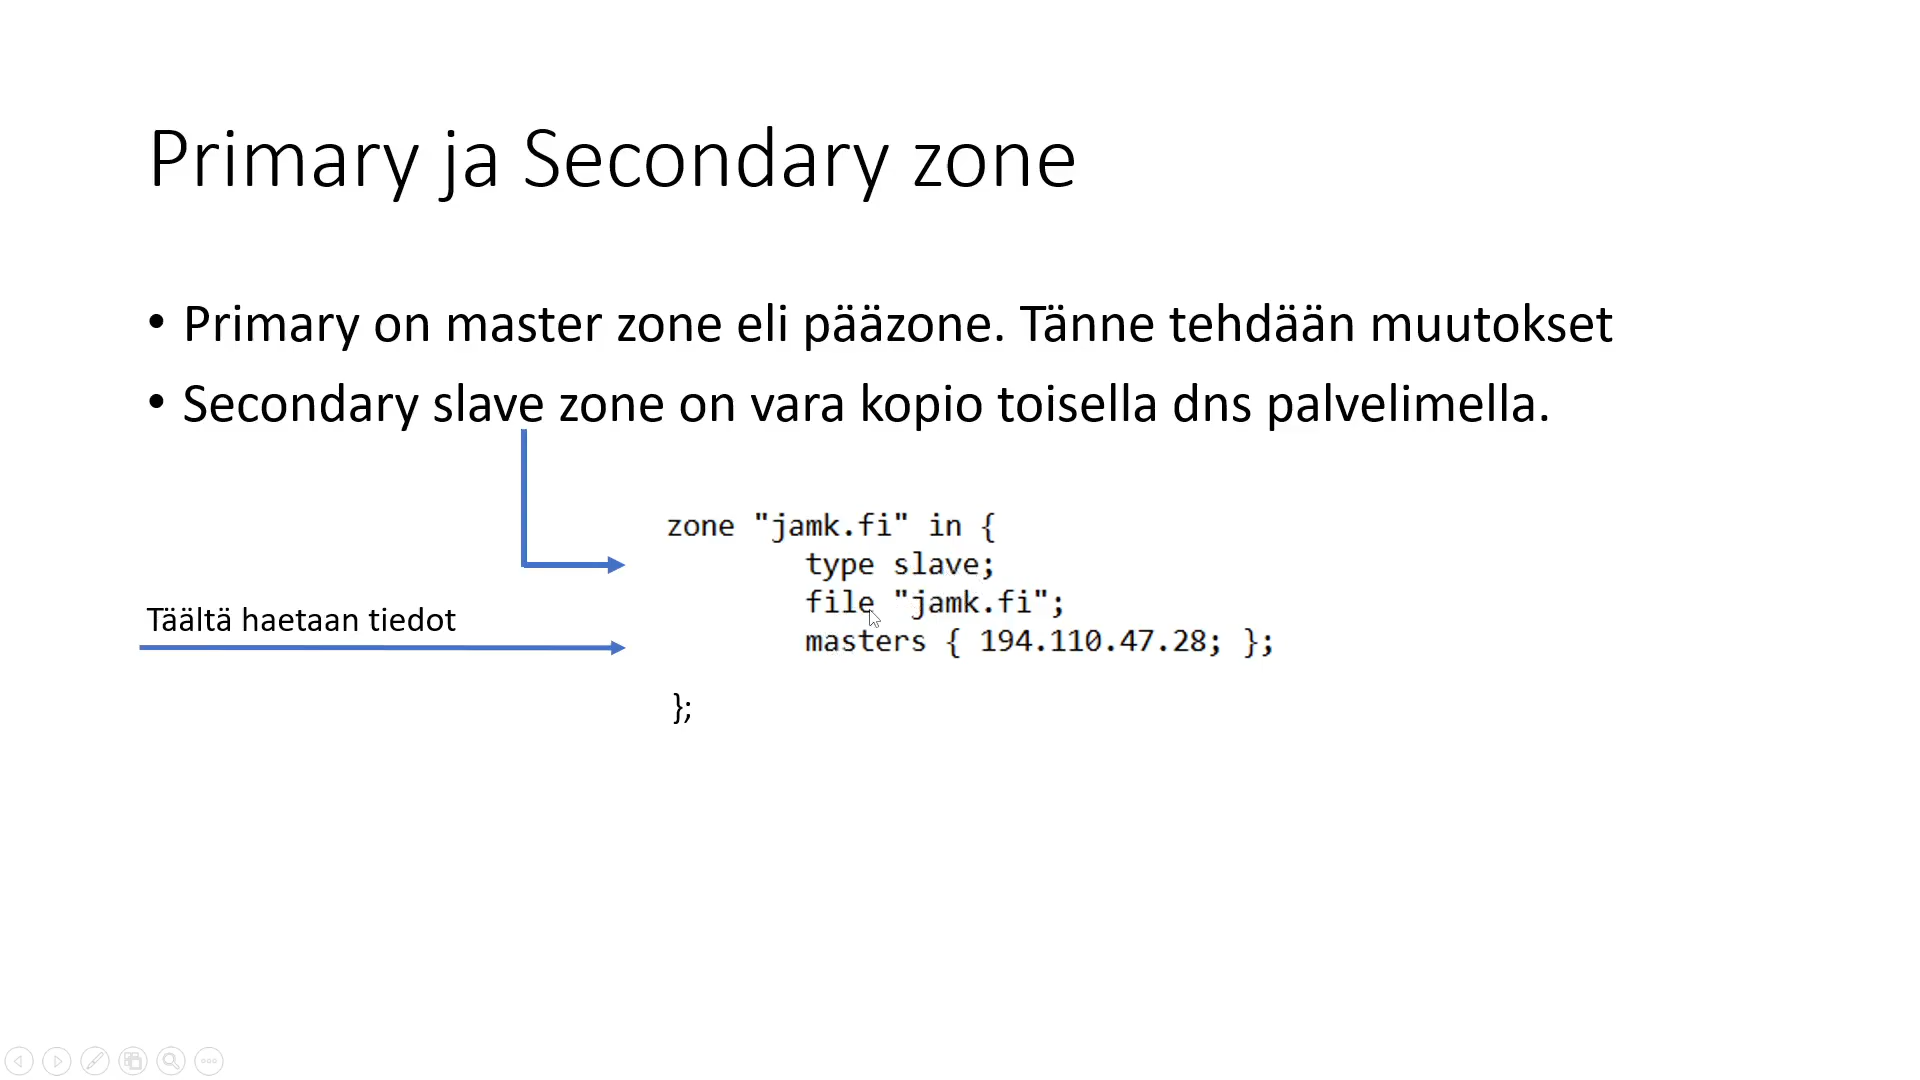 Primary ja Secondary zone
• Primary on master zone eli pääzone. Tänne tehdään muutokset
• Secondary slave zone on vara kopio toisella dns palvelimella.
zone "jamk.fi" in {
type slave;
file "jamk.fi";
Täältä haetaan tiedot
masters { 194.110.47.28; };
};